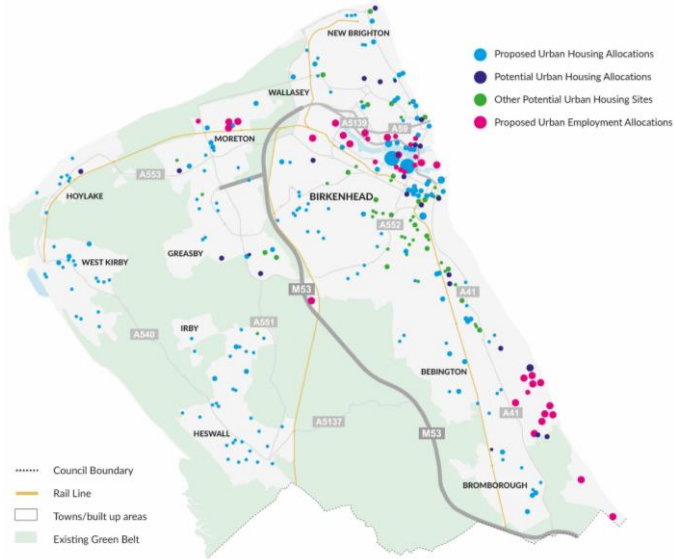 NEW BRIGHTON
Proposed Urban Housing Allocations
Potential Urban Housing Allocations
Other Potential Urban Housing Sites
Proposed Urban Employment Allocations
WALLASEY
A5139
A59
MORETON
A553
HOYLAKE
BIRKENHEAD
A552
GREASBY
WEST KIRBY
M53
A41
A551
IRBY
A540
BEBINGTON
A41
A5137
HESWALL
M53
BROMBOROUGH
Council Boundary
Rail Line
Towns/built up areas
Existing Green Belt